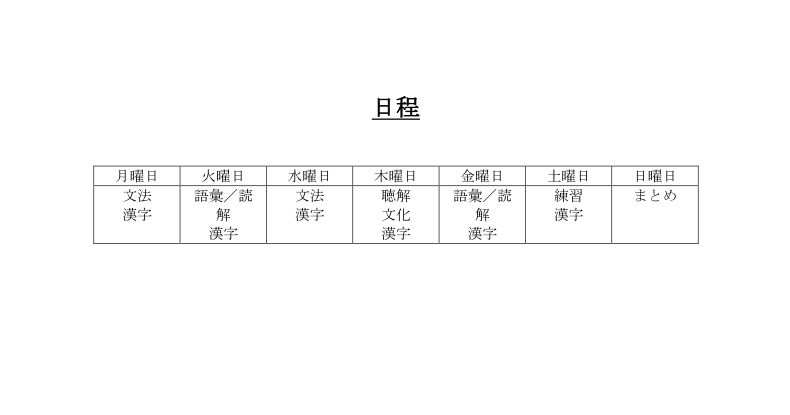 日程
月曜日 火曜日 水曜日 木曜日 金曜日 土曜日 日曜日
文法 語彙／読 文法 聴解 語彙／読 練習 まとめ
漢字 解 漢字 文化 解 漢字
漢字 漢字 漢字